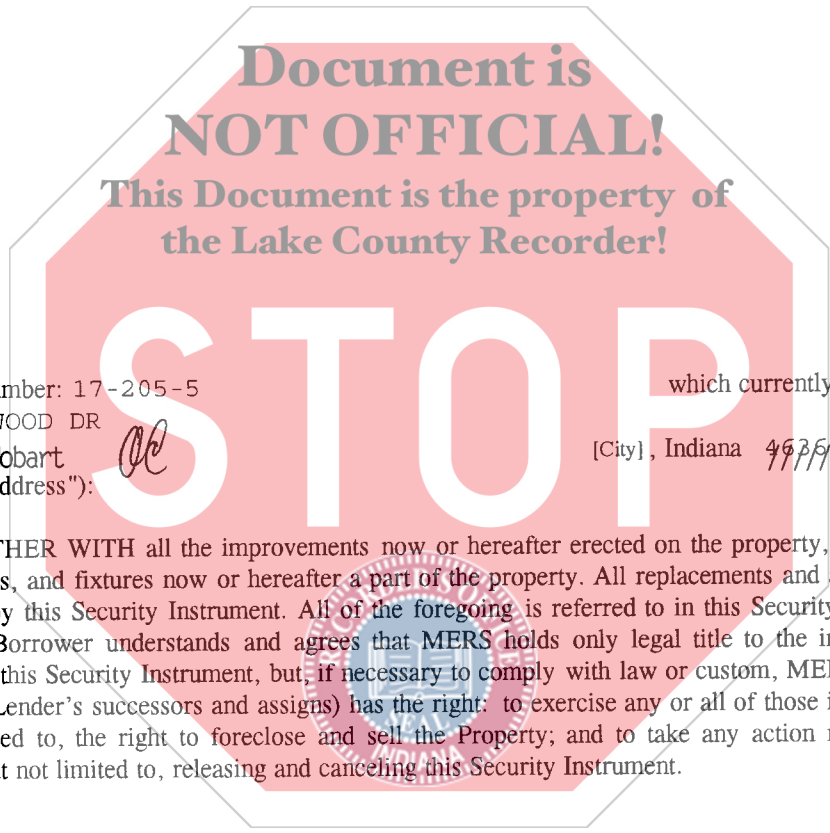 Document is
NOT OFFICIAL!
This Document is the property of
the Lake County Recorder!
STOP
mber: 17-205-5 which currently
WOOD DR
obart OC [City], Indiana
ddress"):
THER WITH all the improvements now or hereafter erected on the property,
s, and fixtures now or hereafter a part of the property. All replacements and
y this Security Instrument. All of the foregoing is referred to in this Security
Borrower understands and agrees that MERS holds only legal title to the in
this Security Instrument, but, if necessary to comply with law or custom, MER
Lender's successors and assigns) has the right: to exercise any or all of those i
ed to, the right to foreclose and sell the Property; and to take any action r
t not limited to, releasing and canceling this Security Instrument.
RECORDER'S OFFICE
SEAL
INDIANA